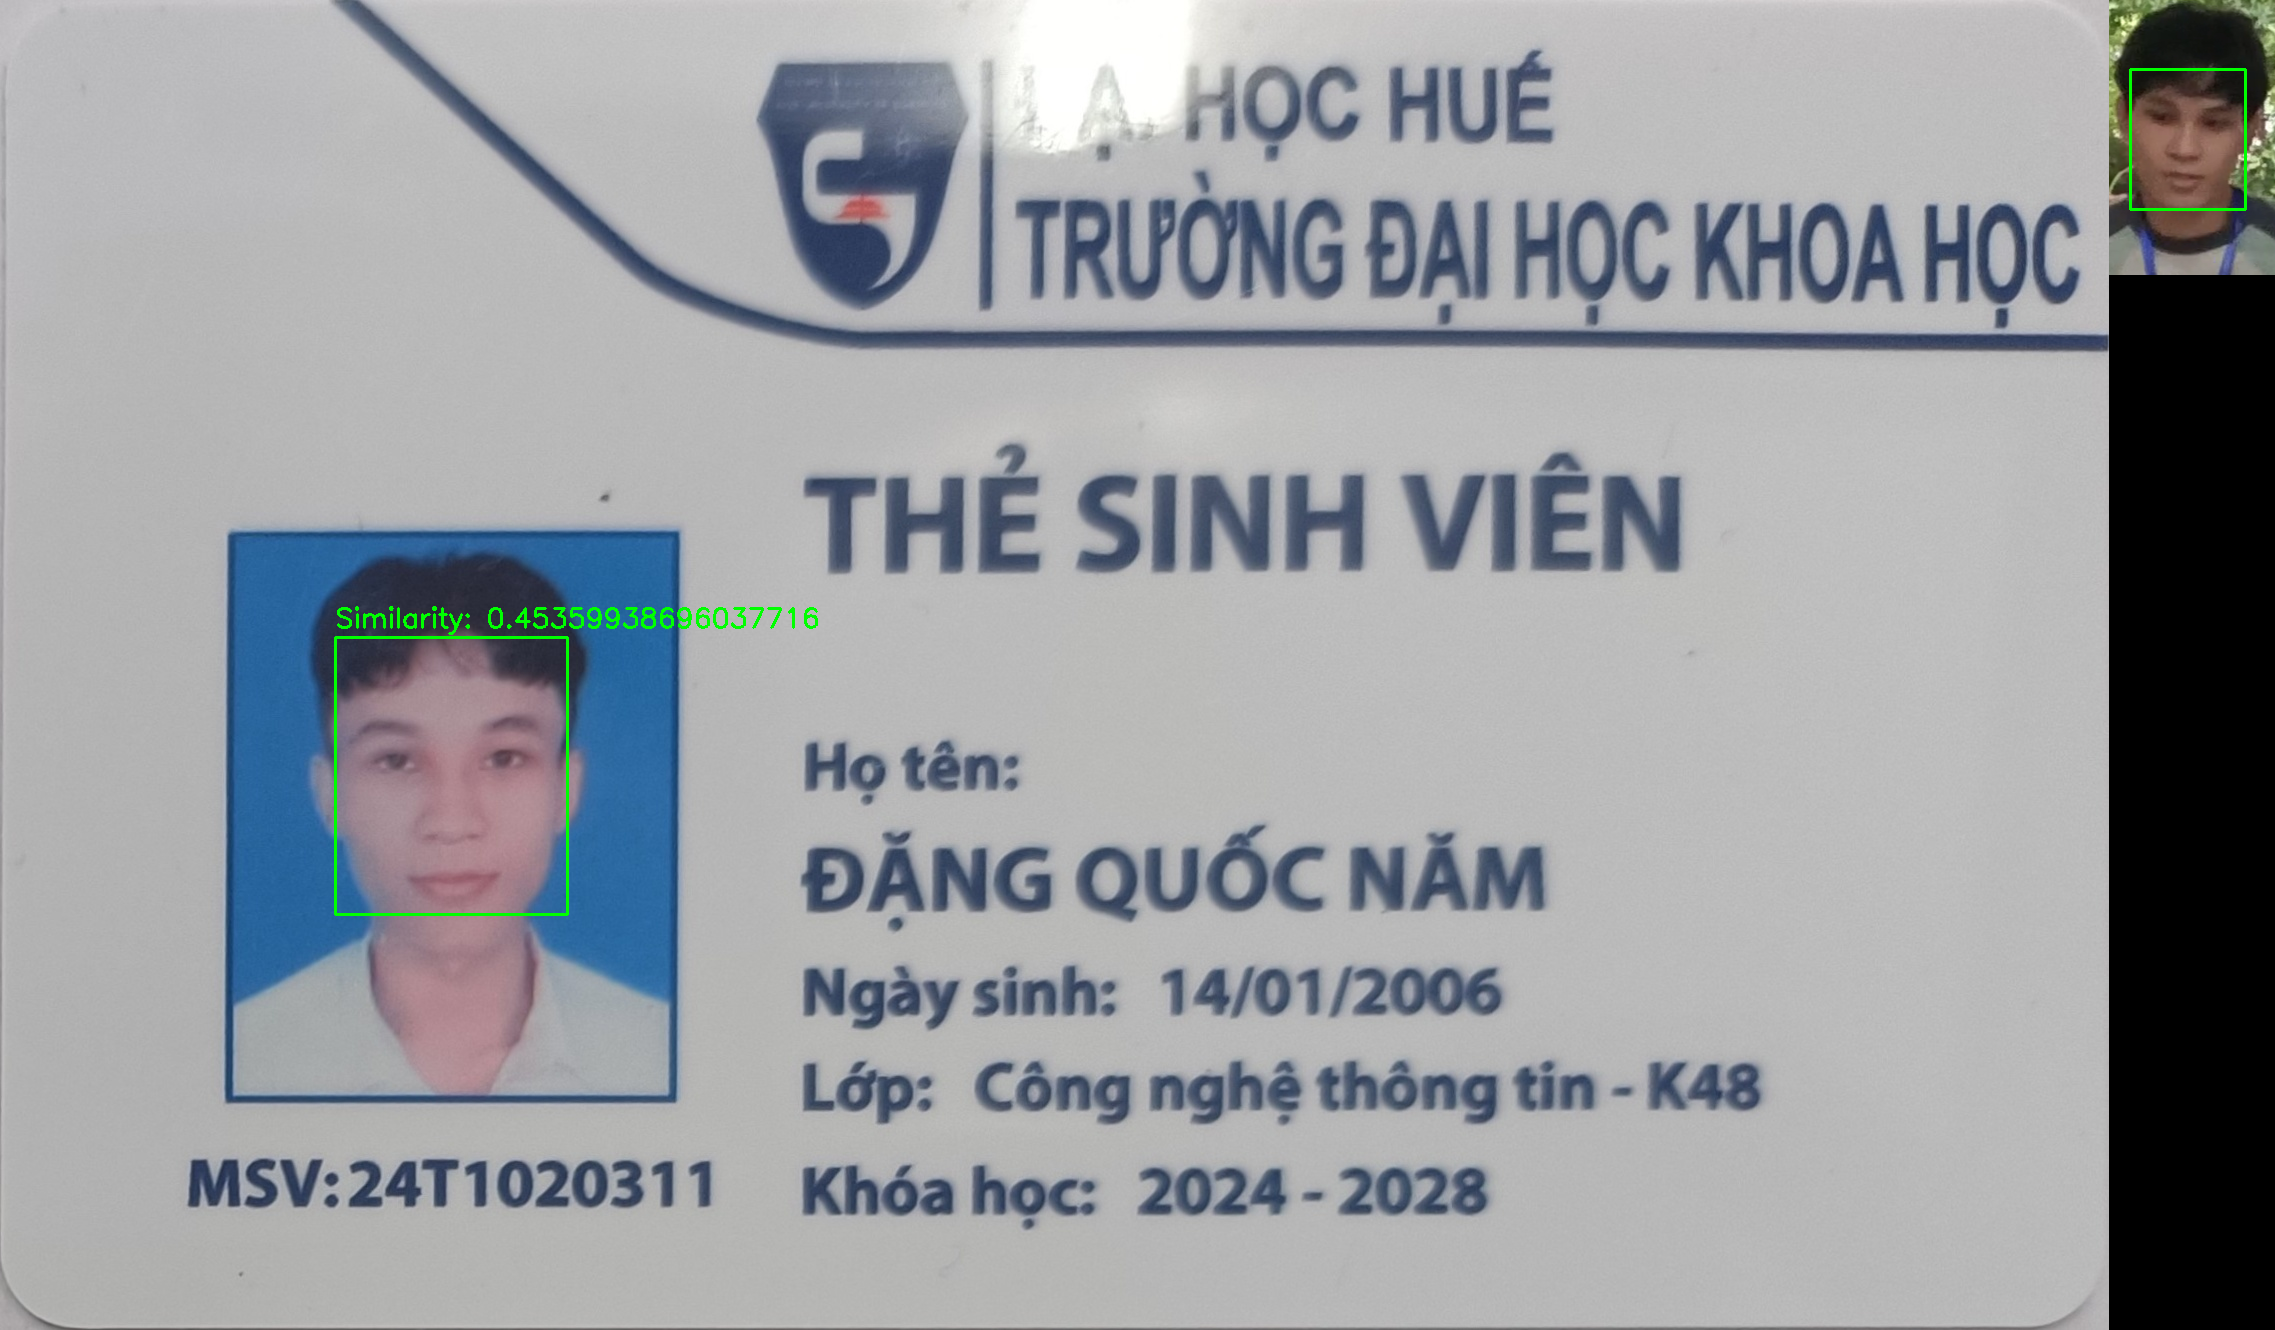 HỌC HUẾ
TRƯỜNG ĐẠI HỌC KHOA HỌC
THẺ SINH VIÊN
Similarity: 0.45359938696037716
Họ tên:
ĐẶNG QUỐC NĂM
Ngày sinh: 14/01/2006
Lớp: Công nghệ thông tin - K48
MSV: 24T1020311
Khóa học: 2024 - 2028